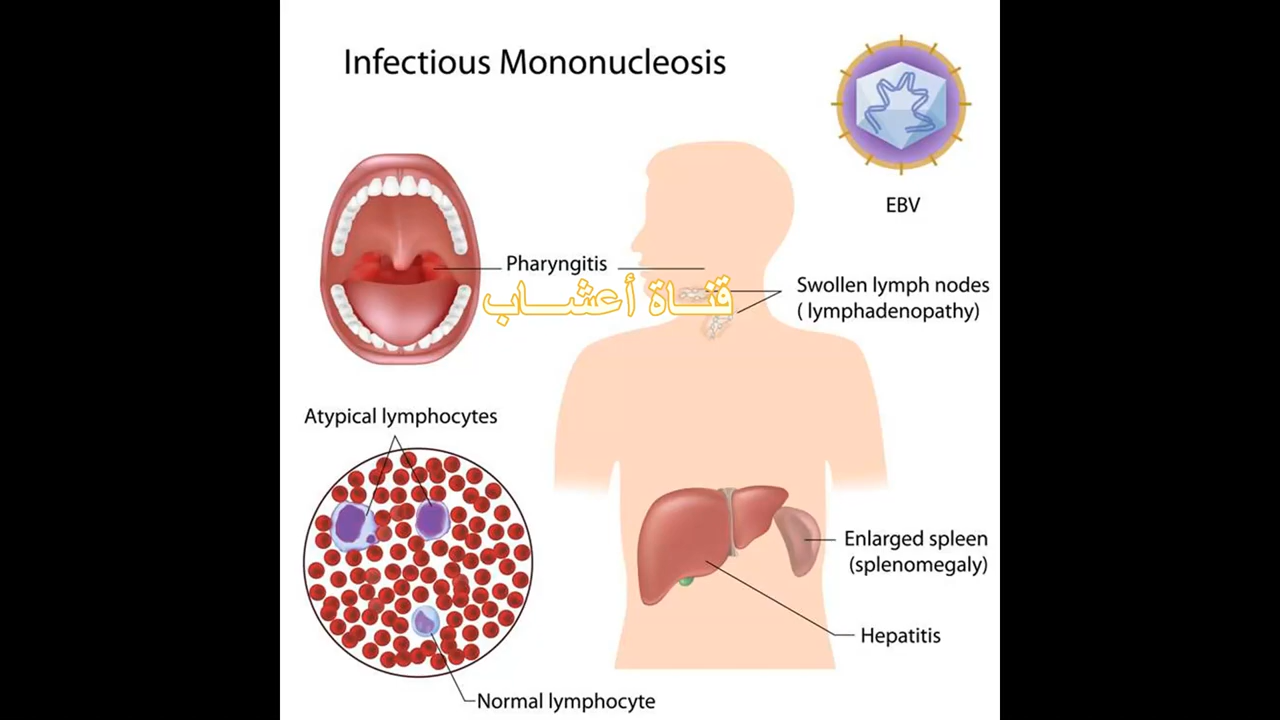 Infectious Mononucleosis
EBV
Pharyngitis
قناة أعشاب
Swollen lymph nodes
( lymphadenopathy)
Atypical lymphocytes
Enlarged spleen
(splenomegaly)
Hepatitis
Normal lymphocyte